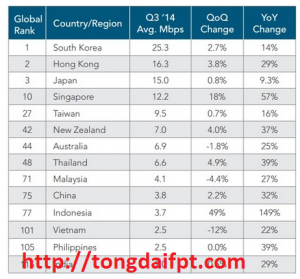 Global Rank Country/Region Q3 '14 Avg. Mbps QoQ Change YoY Change
1 South Korea 25.3 2.7% 14%
2 Hong Kong 16.3 3.8% 29%
3 Japan 15.0 0.8% 9.3%
10 Singapore 12.2 18% 57%
27 Taiwan 9.5 0.7% 16%
42 New Zealand 7.0 4.0% 37%
44 Australia 6.9 -1.8% 25%
48 Thailand 6.6 4.9% 39%
71 Malaysia 4.1 -4.4% 27%
75 China 3.8 2.2% 32%
77 Indonesia 3.7 49% 149%
101 Vietnam 2.5 -12% 22%
105 Philippines 2.5 0.0% 39%
29%
http://tongdaifpt.com